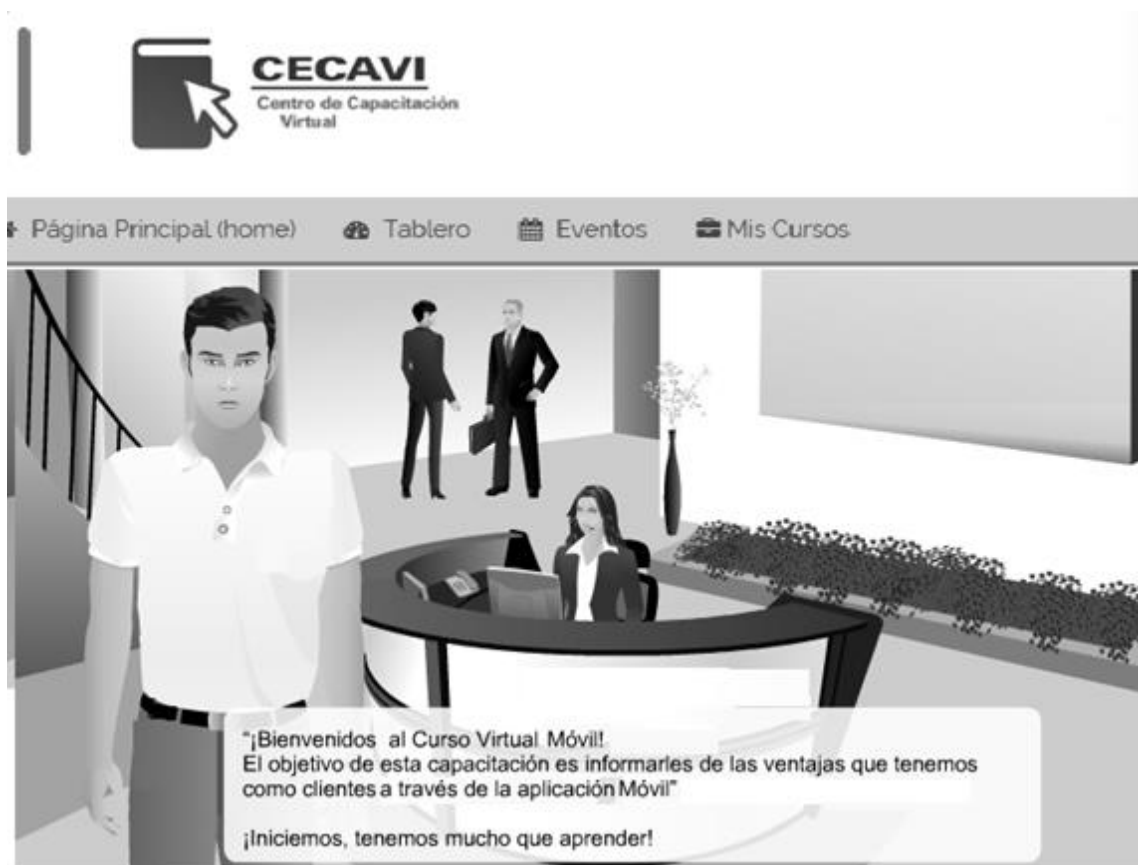 CECAVI
Centro de Capacitación
Virtual
Página Principal (home) Tablero Eventos Mis Cursos
“¡Bienvenidos al Curso Virtual Móvil!
El objetivo de esta capacitación es informarles de las ventajas que tenemos
como clientes a través de la aplicación Móvil”
¡Iniciemos, tenemos mucho que aprender!